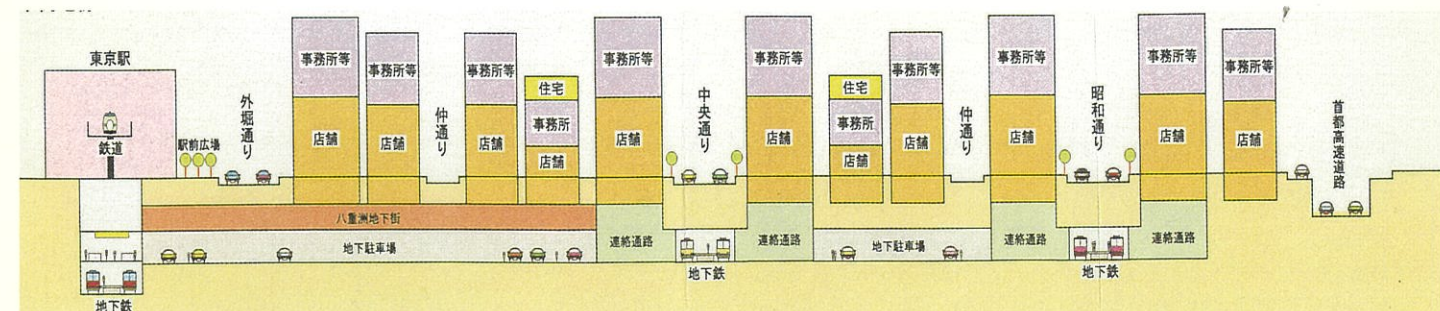 東京駅
鉄道
駅前広場
外堀通り
事務所等
店舗
事務所等
店舗
仲通り
事務所等
店舗
住宅
事務所
店舗
事務所等
店舗
中央通り
事務所等
店舗
住宅
事務所
店舗
事務所等
店舗
仲通り
事務所等
店舗
昭和通り
事務所等
店舗
事務所等
店舗
首都高速道路
八重洲地下街
地下駐車場
連絡通路
連絡通路
地下駐車場
連絡通路
連絡通路
地下鉄
地下鉄
地下鉄